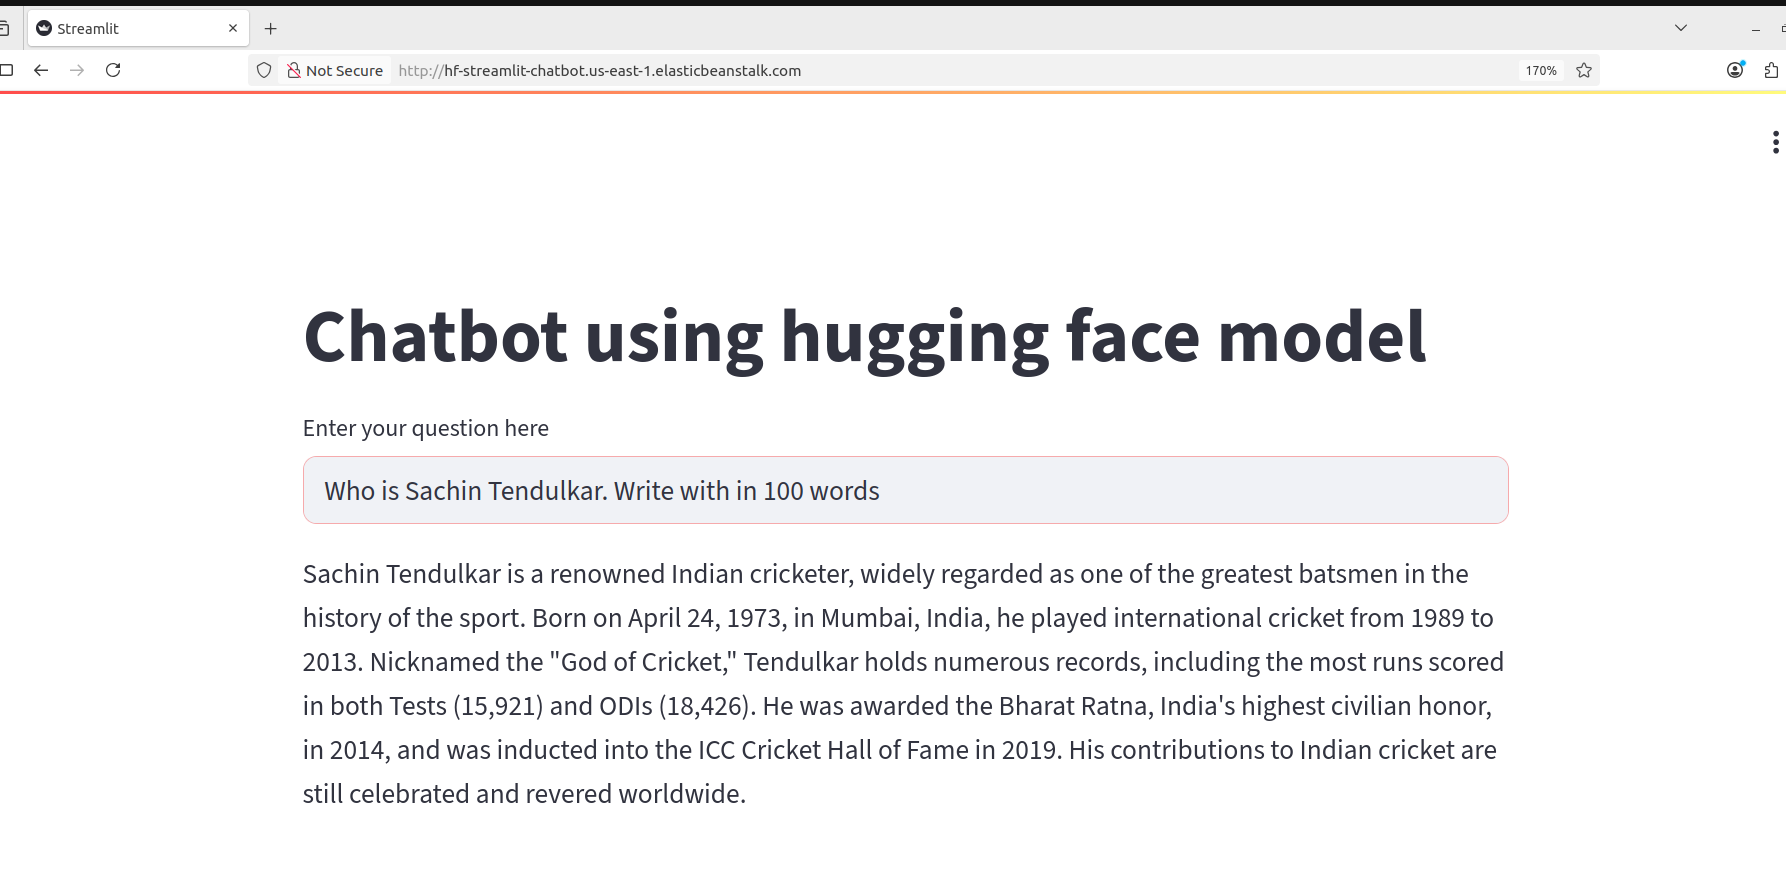 Streamlit
Not Secure http://hf-streamlit-chatbot.us-east-1.elasticbeanstalk.com 170%
Chatbot using hugging face model
Enter your question here
Who is Sachin Tendulkar. Write with in 100 words
Sachin Tendulkar is a renowned Indian cricketer, widely regarded as one of the greatest batsmen in the
history of the sport. Born on April 24, 1973, in Mumbai, India, he played international cricket from 1989 to
2013. Nicknamed the "God of Cricket," Tendulkar holds numerous records, including the most runs scored
in both Tests (15,921) and ODIs (18,426). He was awarded the Bharat Ratna, India's highest civilian honor,
in 2014, and was inducted into the ICC Cricket Hall of Fame in 2019. His contributions to Indian cricket are
still celebrated and revered worldwide.